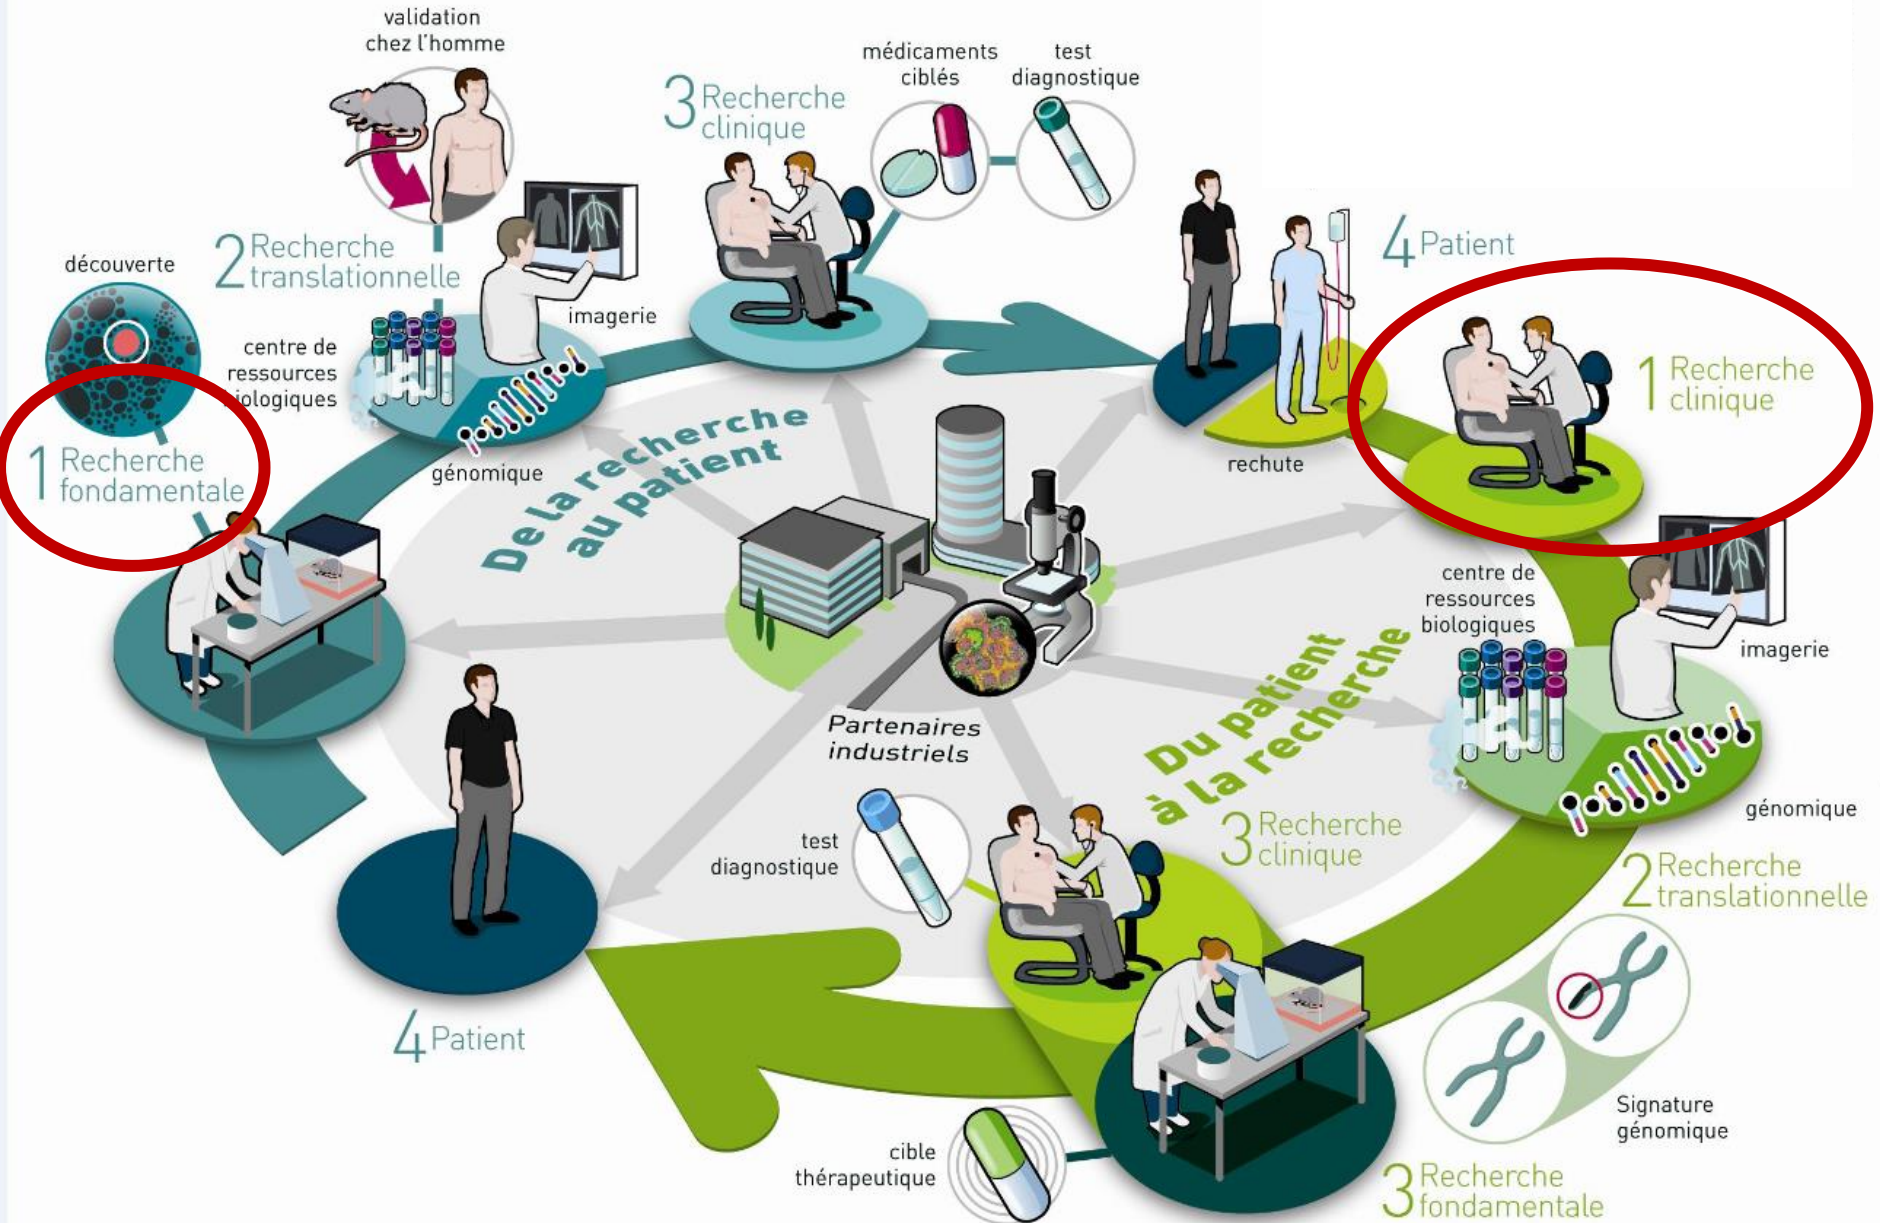 validation
chez l'homme
3 Recherche
clinique
médicaments
ciblés
test
diagnostique
2 Recherche
translationnelle
découverte
imagerie
centre de
ressources
biologiques
génomique
1 Recherche
fondamentale
De la recherche
au patient
4 Patient
rechute
1 Recherche
clinique
centre de
ressources
biologiques
imagerie
génomique
Partenaires
industriels
Du patient
à la recherche
2 Recherche
translationnelle
3 Recherche
clinique
test
diagnostique
4 Patient
Signature
génomique
cible
thérapeutique
3 Recherche
fondamentale